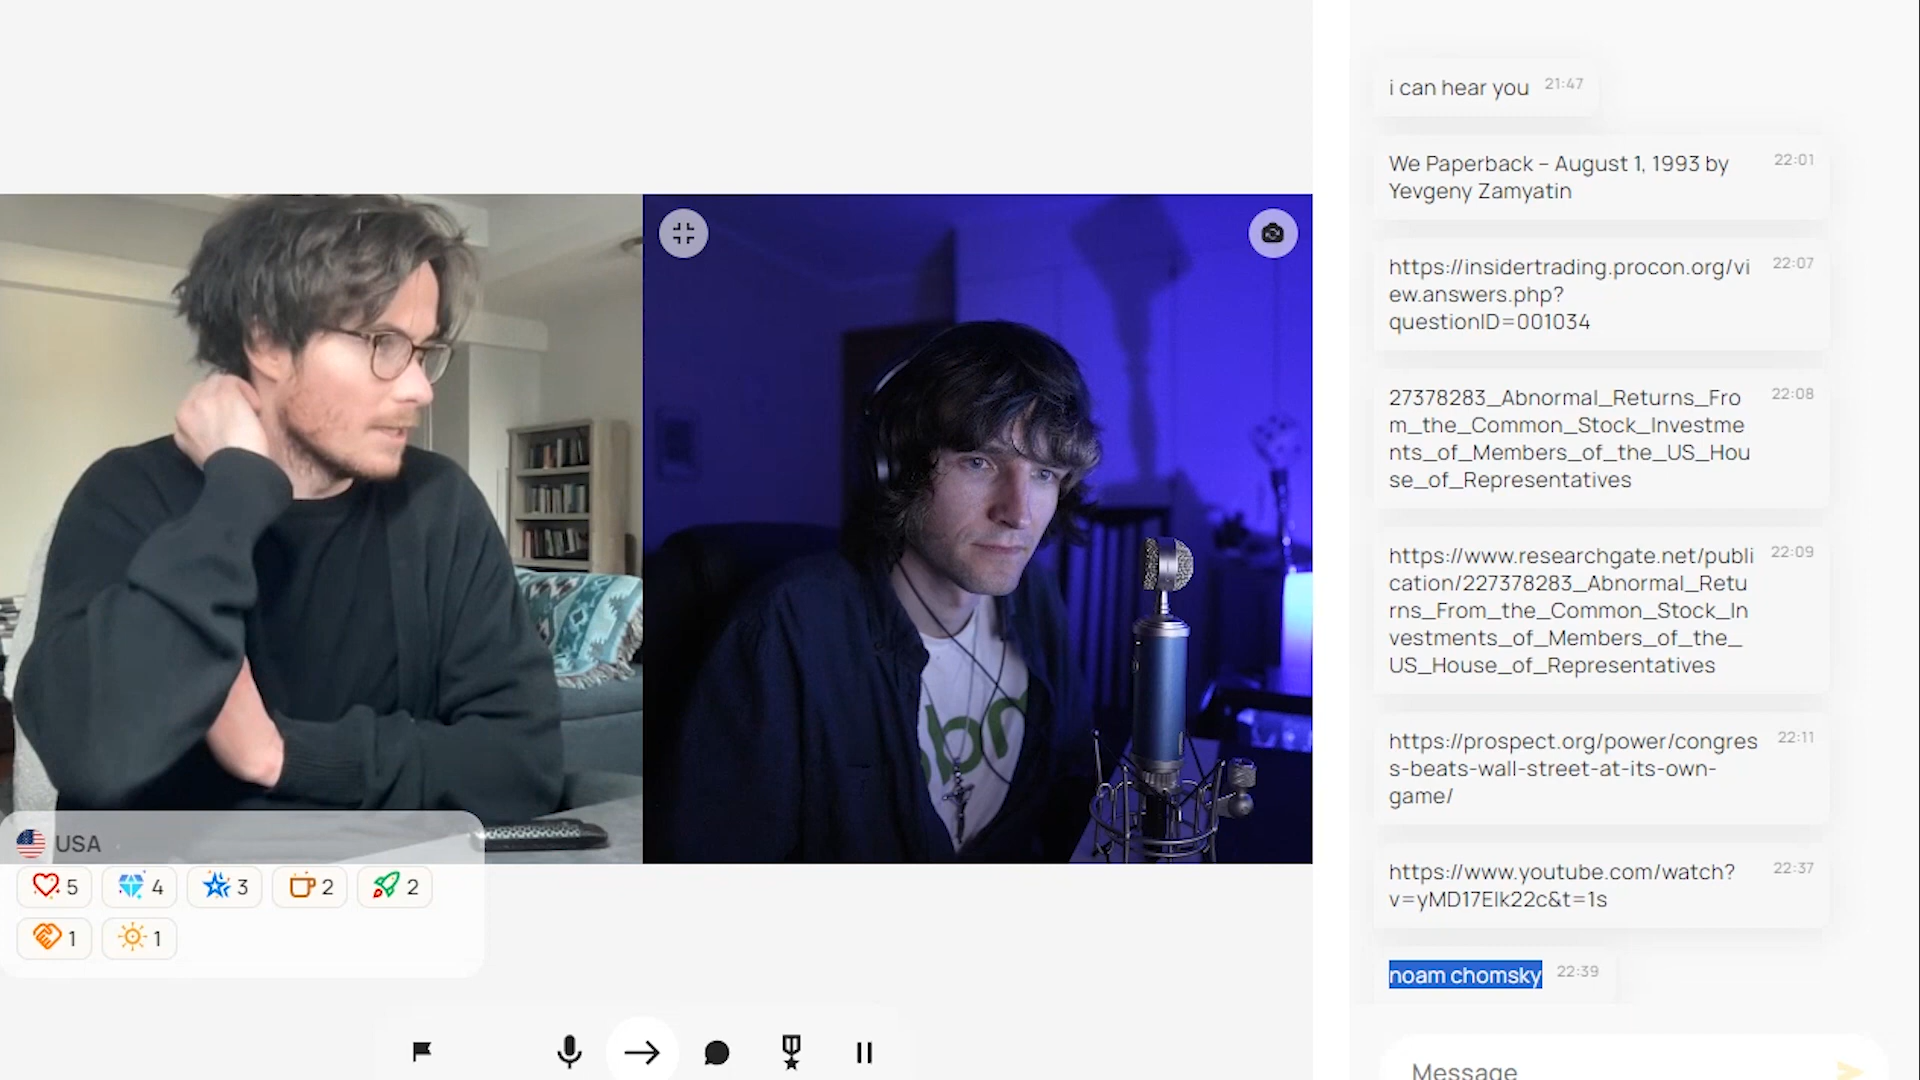 i can hear you 21:47
We Paperback – August 1, 1993 by 22:01
Yevgeny Zamyatin
https://insidertrading.procon.org/vi 22:07
ew.answers.php?
questionID=001034
27378283_Abnormal_Returns_Fro 22:08
m_the_Common_Stock_Investme
nts_of_Members_of_the_US_Hou
se_of_Representatives
https://www.researchgate.net/publi 22:09
cation/227378283_Abnormal_Retu
rns_From_the_Common_Stock_In
vestments_of_Members_of_the_
US_House_of_Representatives
https://prospect.org/power/congres 22:11
s-beats-wall-street-at-its-own-
game/
https://www.youtube.com/watch? 22:37
v=yMD17Elk22c&t=1s
noam chomsky 22:39
Message
USA
5 4 3 2 2
1 1